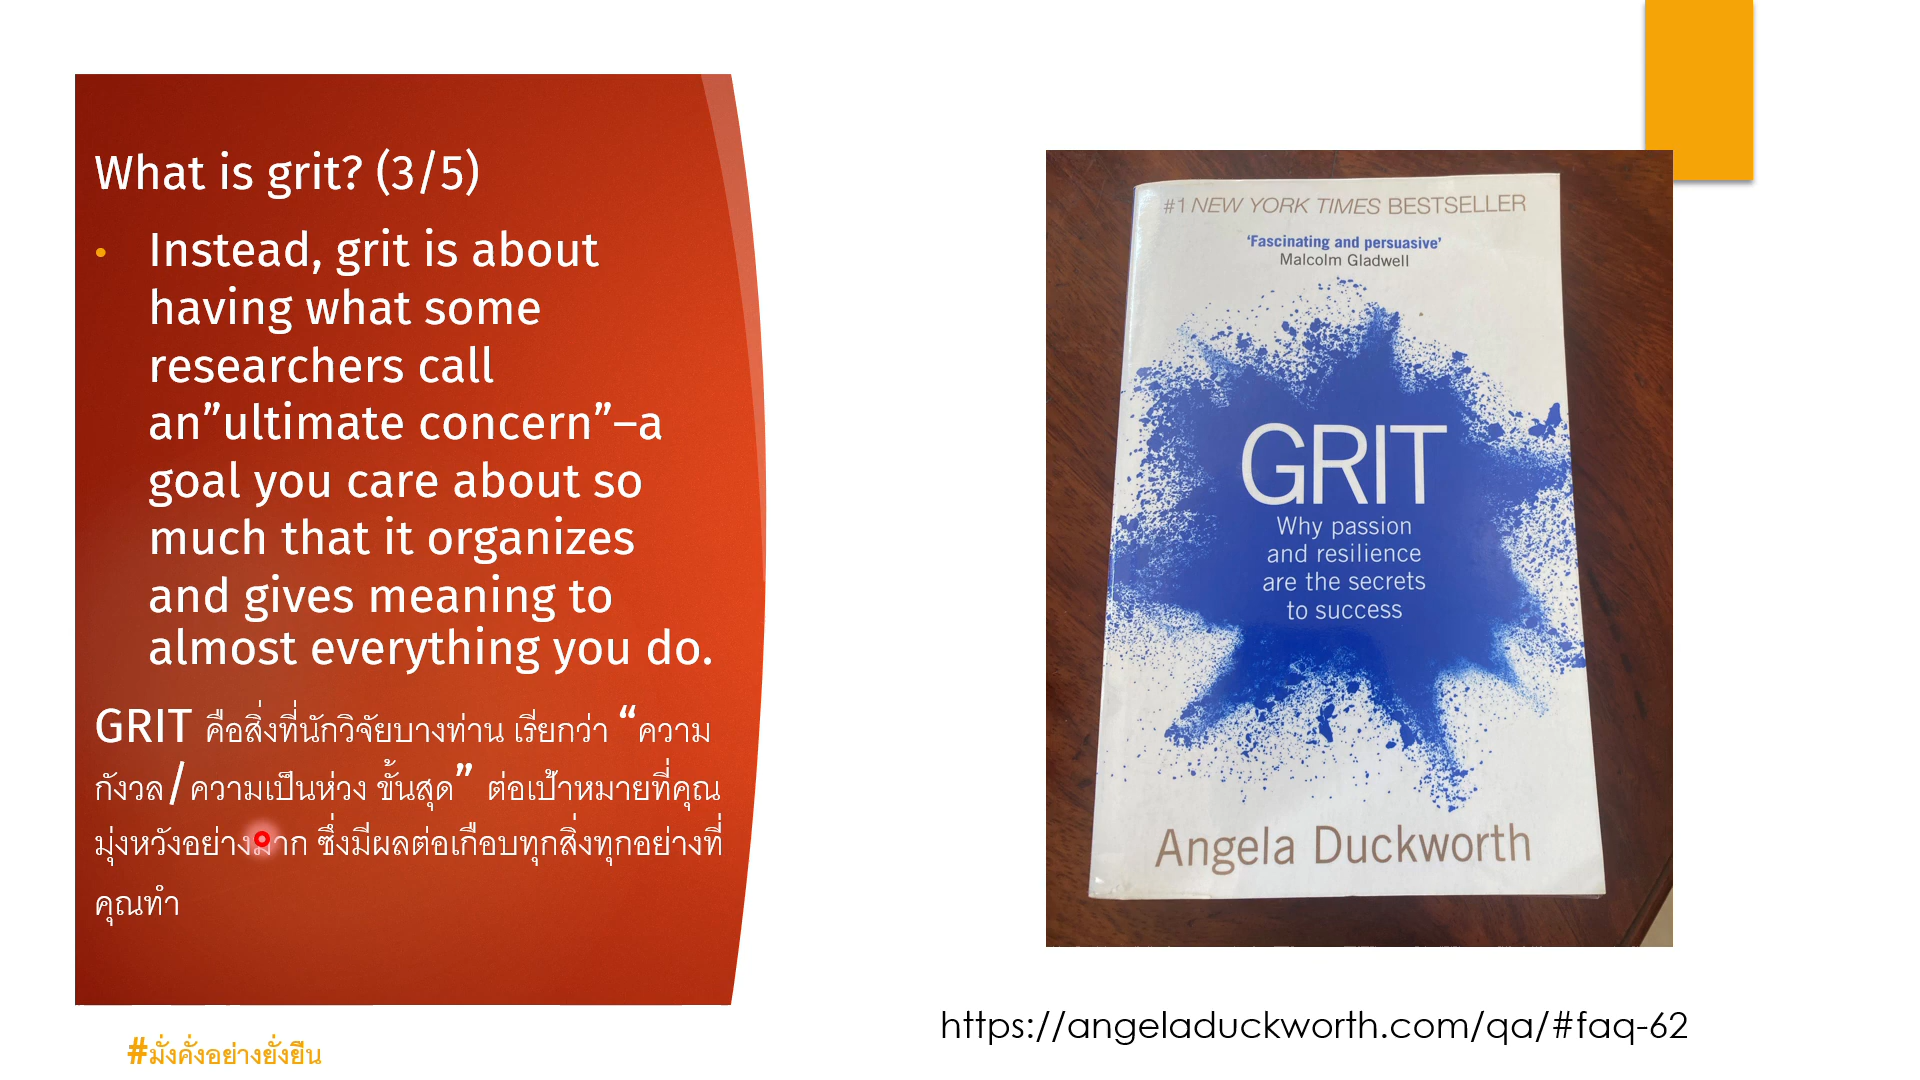 What is grit? (3/5)
• Instead, grit is about
having what some
researchers call
an”ultimate concern”–a
goal you care about so
much that it organizes
and gives meaning to
almost everything you do.
GRIT คือสิ่งที่นักวิจัยบางท่าน เรียกว่า “ความ
กังวล/ความเป็นห่วง ขั้นสุด” ต่อเป้าหมายที่คุณ
มุ่งหวังอย่างมาก ซึ่งมีผลต่อเกือบทุกสิ่งทุกอย่างที่
คุณทำ
#มั่งคั่งอย่างยั่งยืน
#1 NEW YORK TIMES BESTSELLER
‘Fascinating and persuasive’
Malcolm Gladwell
GRIT
Why passion
and resilience
are the secrets
to success
Angela Duckworth
https://angeladuckworth.com/qa/#faq-62